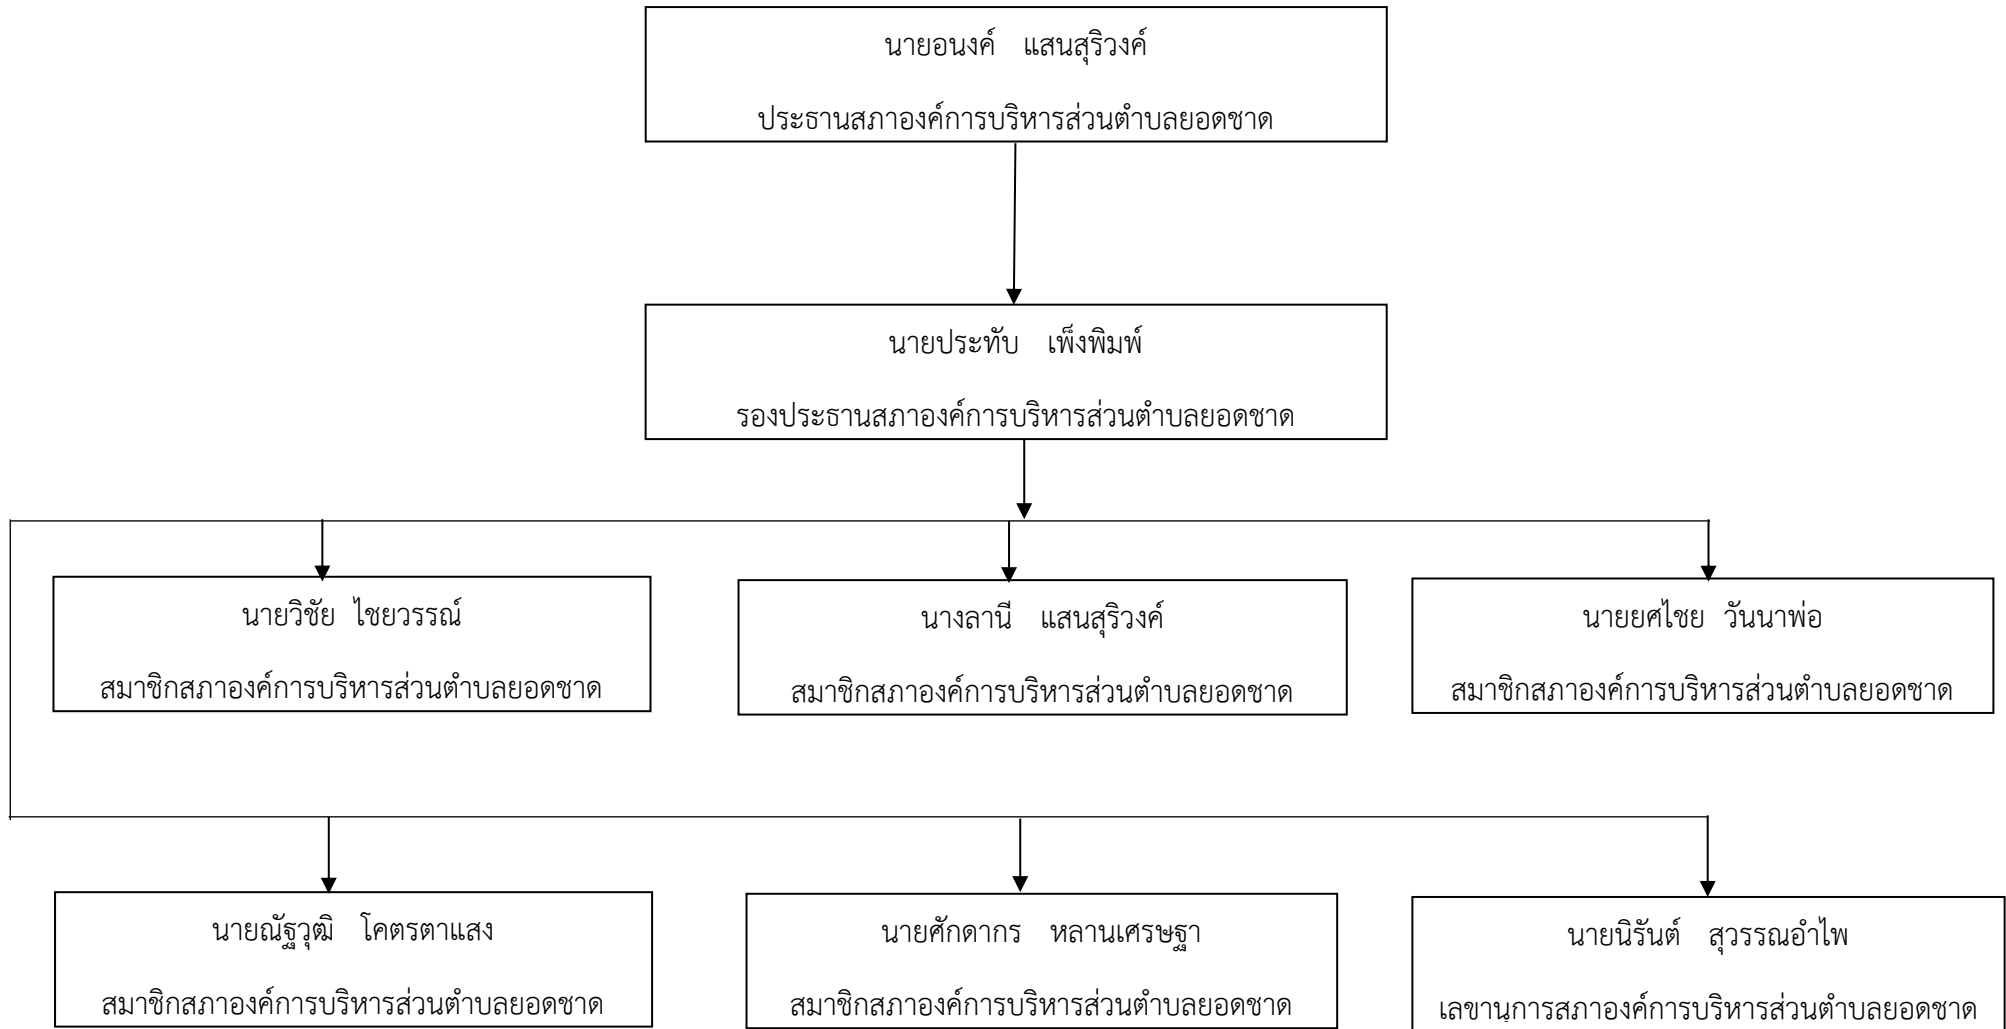 นายอนงค์ แสนสุริวงค์
ประธานสภาองค์การบริหารส่วนตำบลยอดชาด
นายประทับ เพ็งพิมพ์
รองประธานสภาองค์การบริหารส่วนตำบลยอดชาด
นายวิชัย ไชยวรรณ์
สมาชิกสภาองค์การบริหารส่วนตำบลยอดชาด
นางลานี แสนสุริวงค์
สมาชิกสภาองค์การบริหารส่วนตำบลยอดชาด
นายยศไชย วันนาพ่อ
สมาชิกสภาองค์การบริหารส่วนตำบลยอดชาด
นายณัฐวุฒิ โคตรตาแสง
สมาชิกสภาองค์การบริหารส่วนตำบลยอดชาด
นายศักดากร หลานเศรษฐา
สมาชิกสภาองค์การบริหารส่วนตำบลยอดชาด
นายนิรันต์ สุวรรณอำไพ
เลขานุการสภาองค์การบริหารส่วนตำบลยอดชาด